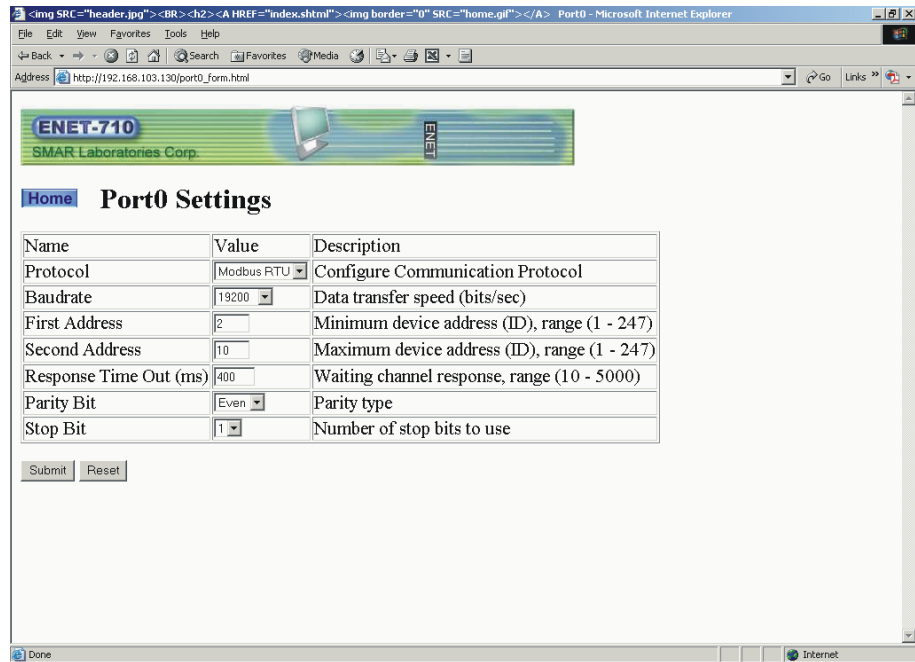 <img SRC="header.jpg"><BR><h2><A HREF="index.shtml"><img border="0" SRC="home.gif"></A> Port0 - Microsoft Internet Explorer
File Edit View Favorites Tools Help
Back Search Favorites Media
Address http://192.168.103.130/port0_form.html Go Links »
ENET-710
SMAR Laboratories Corp.
ENET
Home Port0 Settings
Name Value Description
Protocol Modbus RTU Configure Communication Protocol
Baudrate 19200 Data transfer speed (bits/sec)
First Address 2 Minimum device address (ID), range (1 - 247)
Second Address 10 Maximum device address (ID), range (1 - 247)
Response Time Out (ms) 400 Waiting channel response, range (10 - 5000)
Parity Bit Even Parity type
Stop Bit 1 Number of stop bits to use
Submit Reset
Done Internet